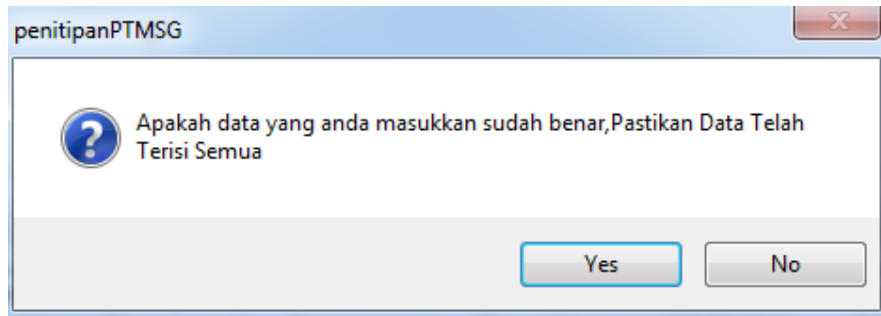 penitipanPTMSG
Apakah data yang anda masukkan sudah benar,Pastikan Data Telah
Terisi Semua
Yes No